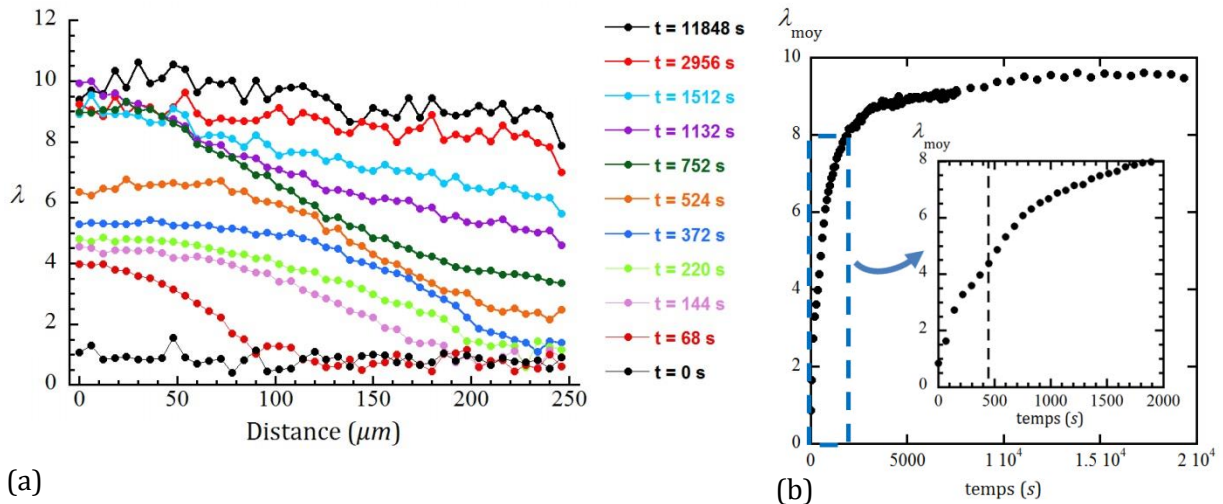 12
10
8
6
4
2
0
λ
0 50 100 150 200 250
Distance (μm)
(a)
t = 11848 s
t = 2956 s
t = 1512 s
t = 1132 s
t = 752 s
t = 524 s
t = 372 s
t = 220 s
t = 144 s
t = 68 s
t = 0 s
λmoy
10
8
6
4
2
0
0 5000 1 10⁴ 1.5 10⁴ 2 10⁴
temps (s)
(b)
λmoy
8
6
4
2
0
0 500 1000 1500 2000
temps (s)